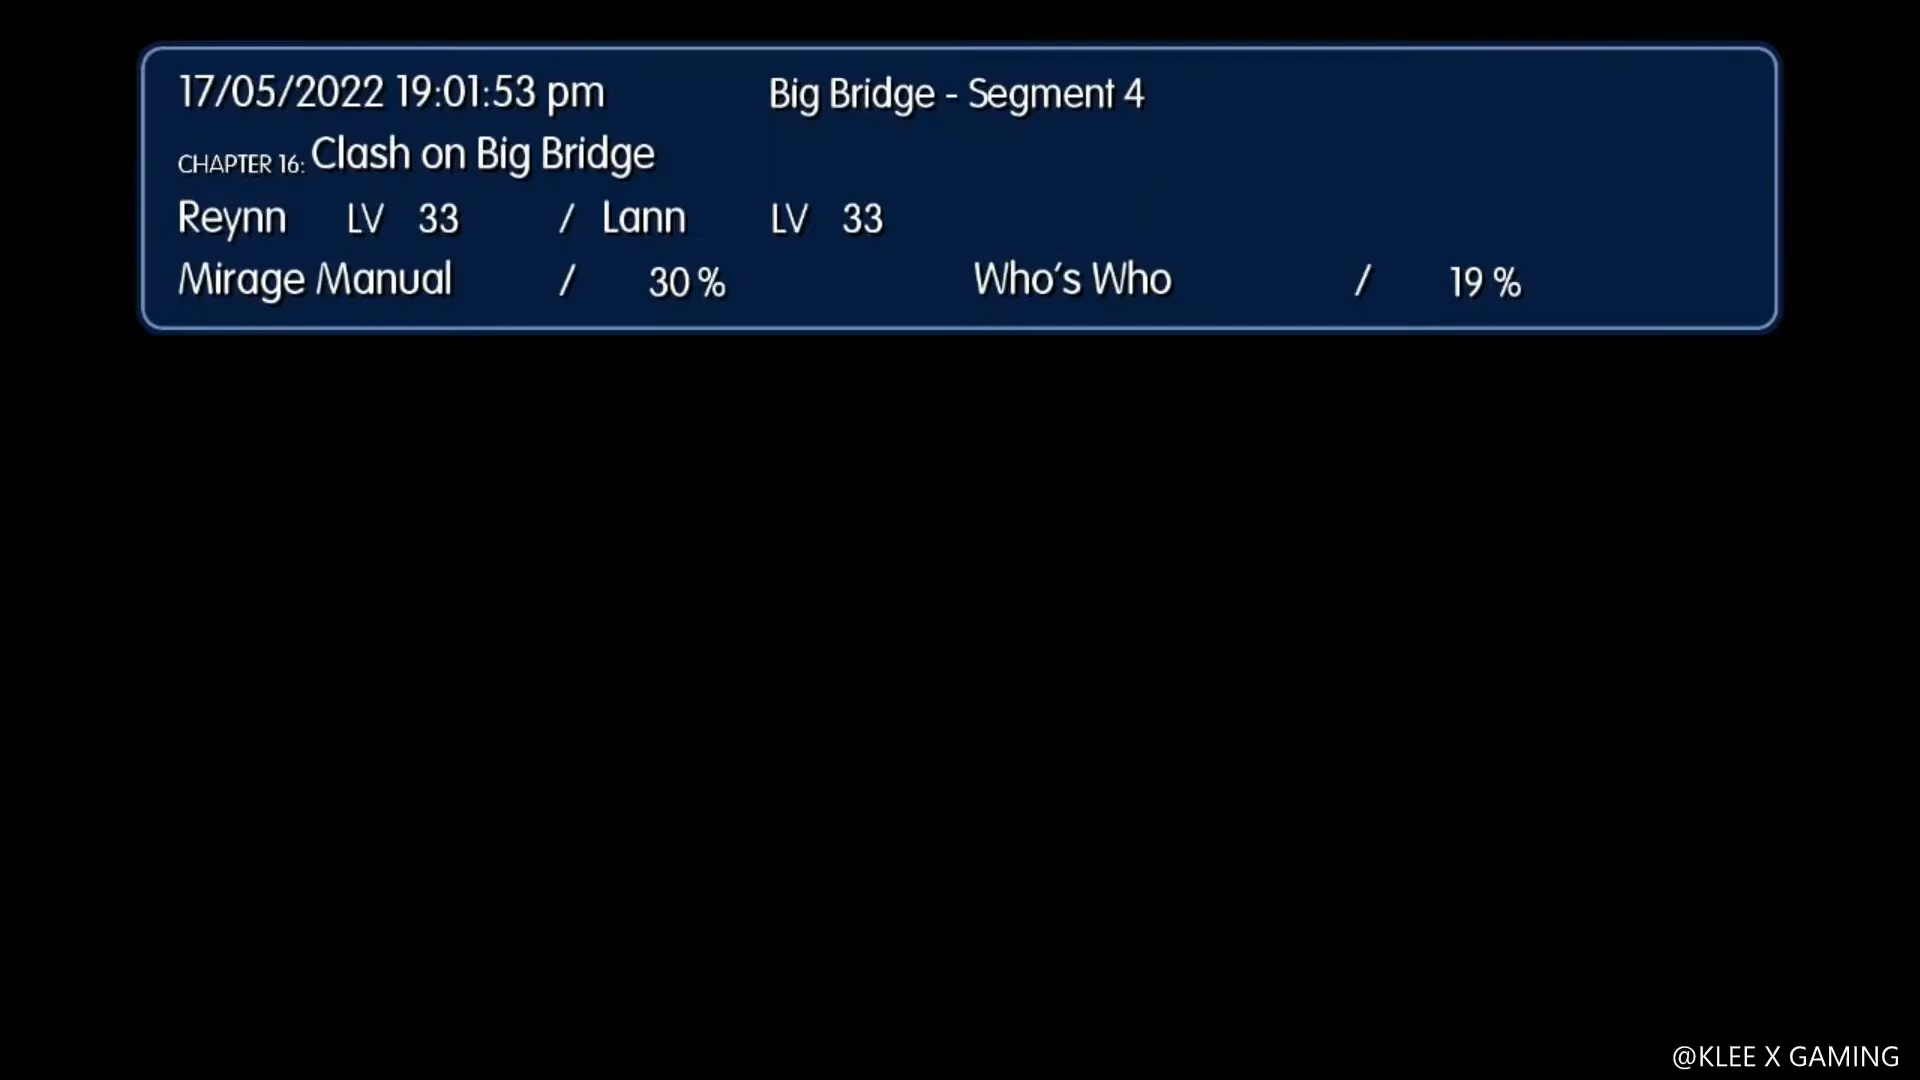 17/05/2022 19:01:53 pm Big Bridge - Segment 4
CHAPTER 16: Clash on Big Bridge
Reynn LV 33 / Lann LV 33
Mirage Manual / 30 % Who's Who / 19 %
@KLEE X GAMING